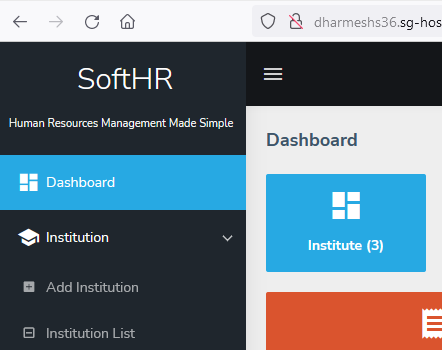 dharmeshs36.sg-hos
SoftHR
Human Resources Management Made Simple
Dashboard
Institution
Add Institution
Institution List
Dashboard
Institute (3)